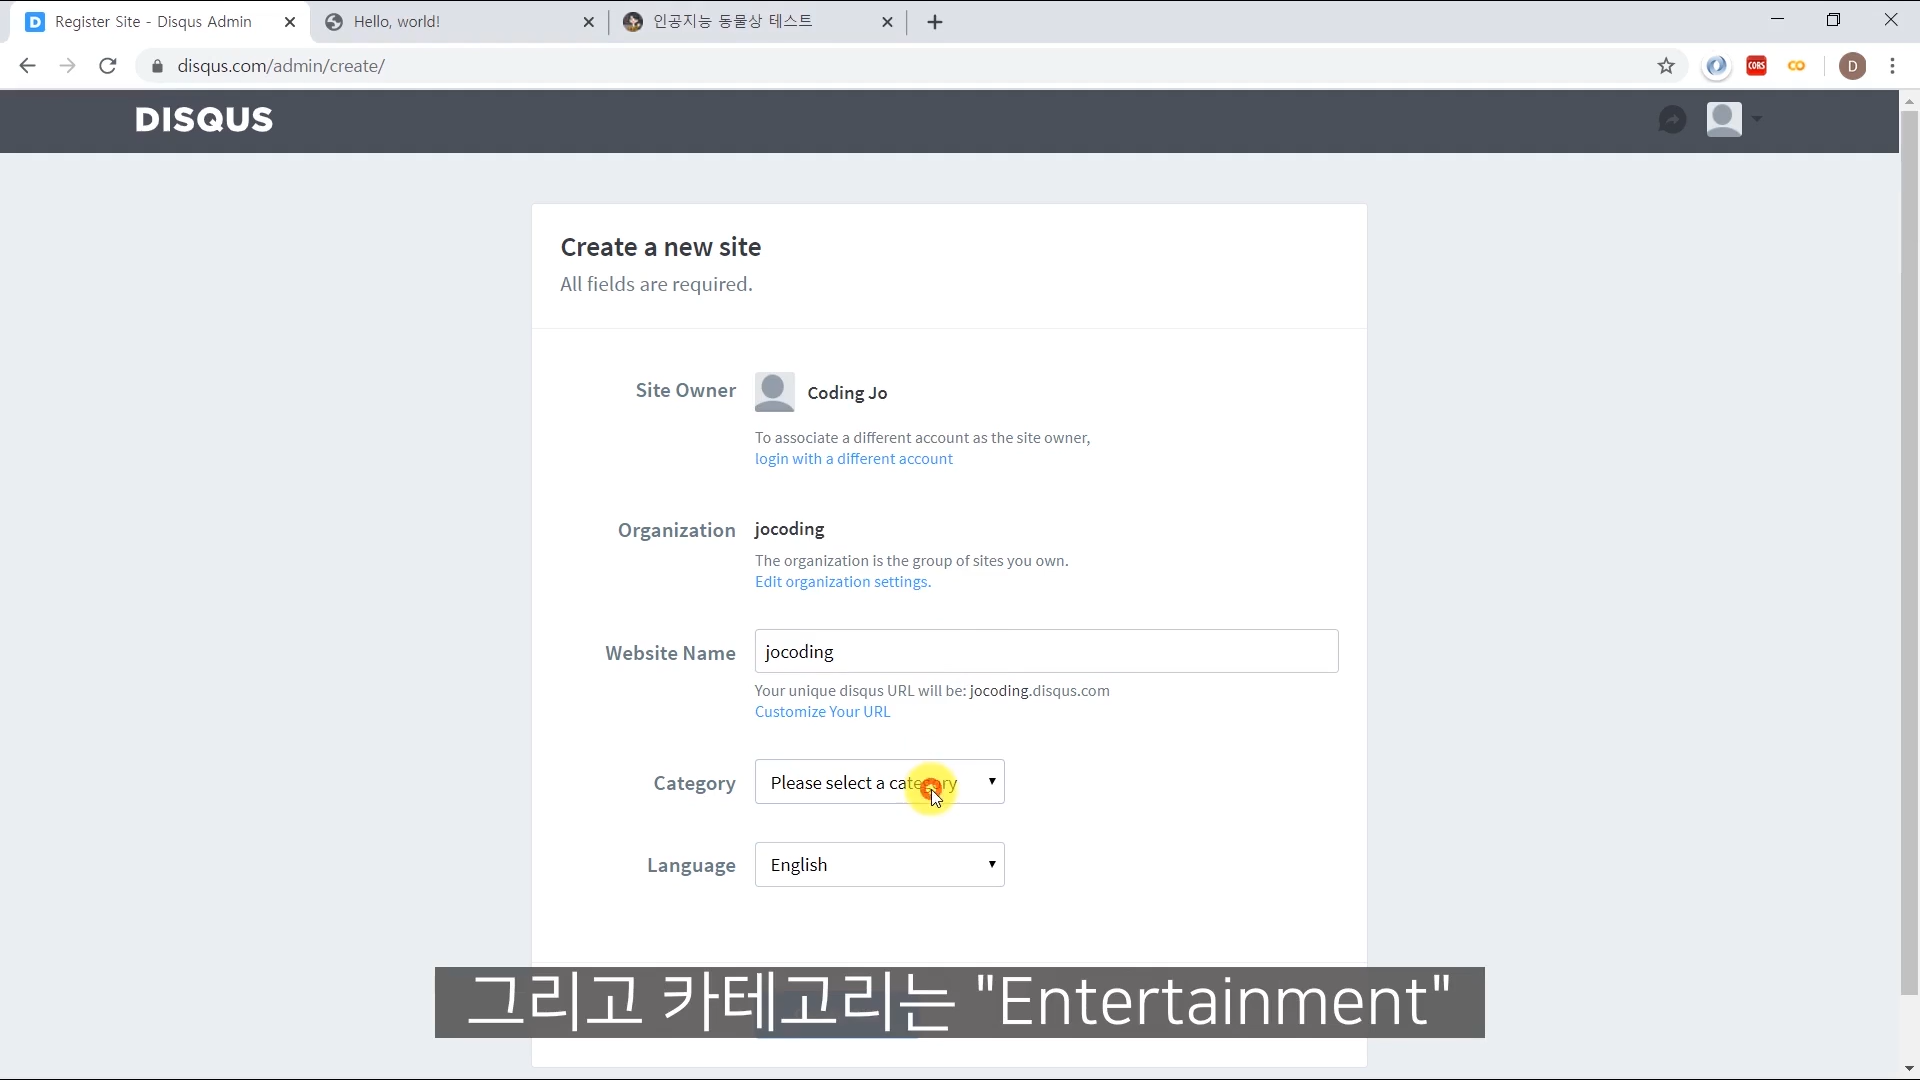 Register Site - Disqus Admin
Hello, world!
인공지능 동물상 테스트
disqus.com/admin/create/
CORS
D
DISQUS
Create a new site
All fields are required.
Site Owner
Coding Jo
To associate a different account as the site owner,
login with a different account
Organization
jocoding
The organization is the group of sites you own.
Edit organization settings.
Website Name
jocoding
Your unique disqus URL will be: jocoding.disqus.com
Customize Your URL
Category
Please select a category
Language
English
그리고 카테고리는 "Entertainment"